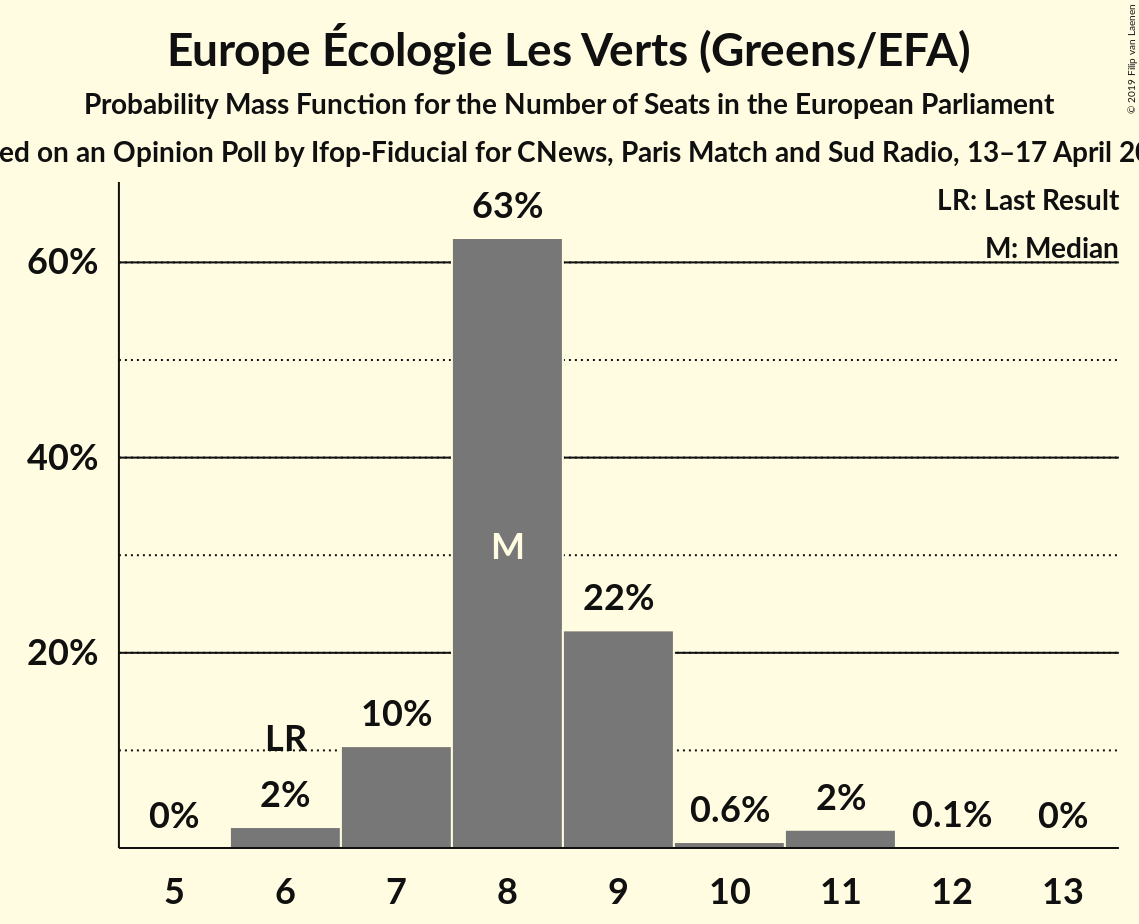 Europe Écologie Les Verts (Greens/EFA)
Probability Mass Function for the Number of Seats in the European Parliament
on an Opinion Poll by Ifop-Fiducial for CNews, Paris Match and Sud Radio, 13–17 April
© 2019 Filip van Laenen
LR: Last Result
M: Median
60%
40%
20%
0%
LR
2%
10%
63%
M
22%
0.6%
2%
0.1%
0%
5 6 7 8 9 10 11 12 13